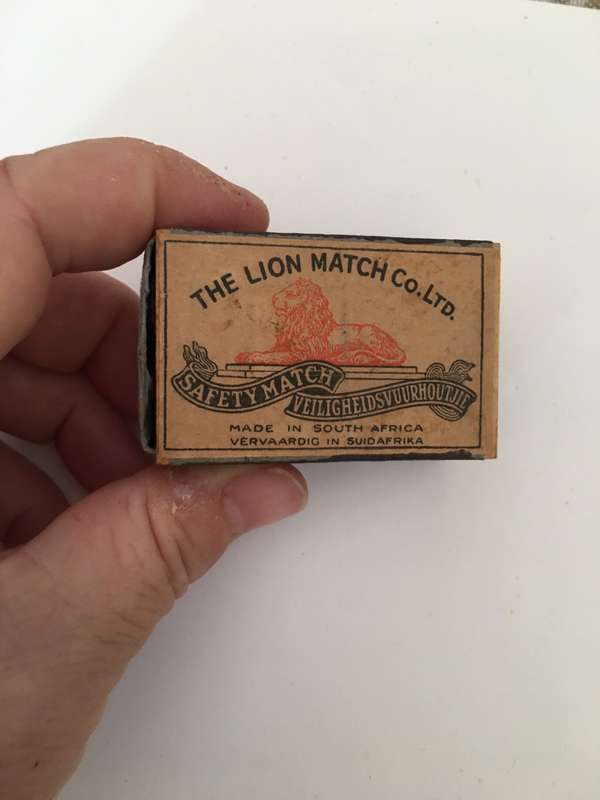 THE LION MATCH CO. LTD.
SAFETY MATCH
VEILIGHEIDSVUURHOUTJIE
MADE IN SOUTH AFRICA
VERVAARDIG IN SUIDAFRIKA